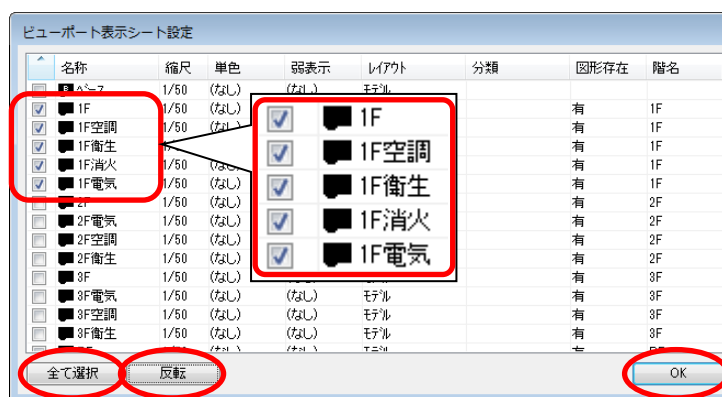 ビューポート表示シート設定
名称 縮尺 単色 弱表示 レイアウト 分類 図形存在 階名
B ベース 1/50 (なし) (なし) モデル
1F 1/50 (なし) 有 1F
1F空調 1/50 (なし) 有 1F
1F衛生 有 1F
1F消火 1/50 (なし) 有 1F
1F電気 1/50 (なし) 有 1F
2F 1/50 (なし) 有 2F
2F電気 1/50 (なし) 有 2F
2F空調 1/50 (なし) 有 2F
2F衛生 1/50 (なし) 有 2F
3F 1/50 (なし) (なし) モデル 有 3F
3F電気 1/50 (なし) (なし) モデル 有 3F
3F空調 1/50 (なし) (なし) モデル 有 3F
3F衛生 1/50 (なし) (なし) モデル 有 3F
1F
1F空調
1F衛生
1F消火
1F電気
全て選択 反転 OK